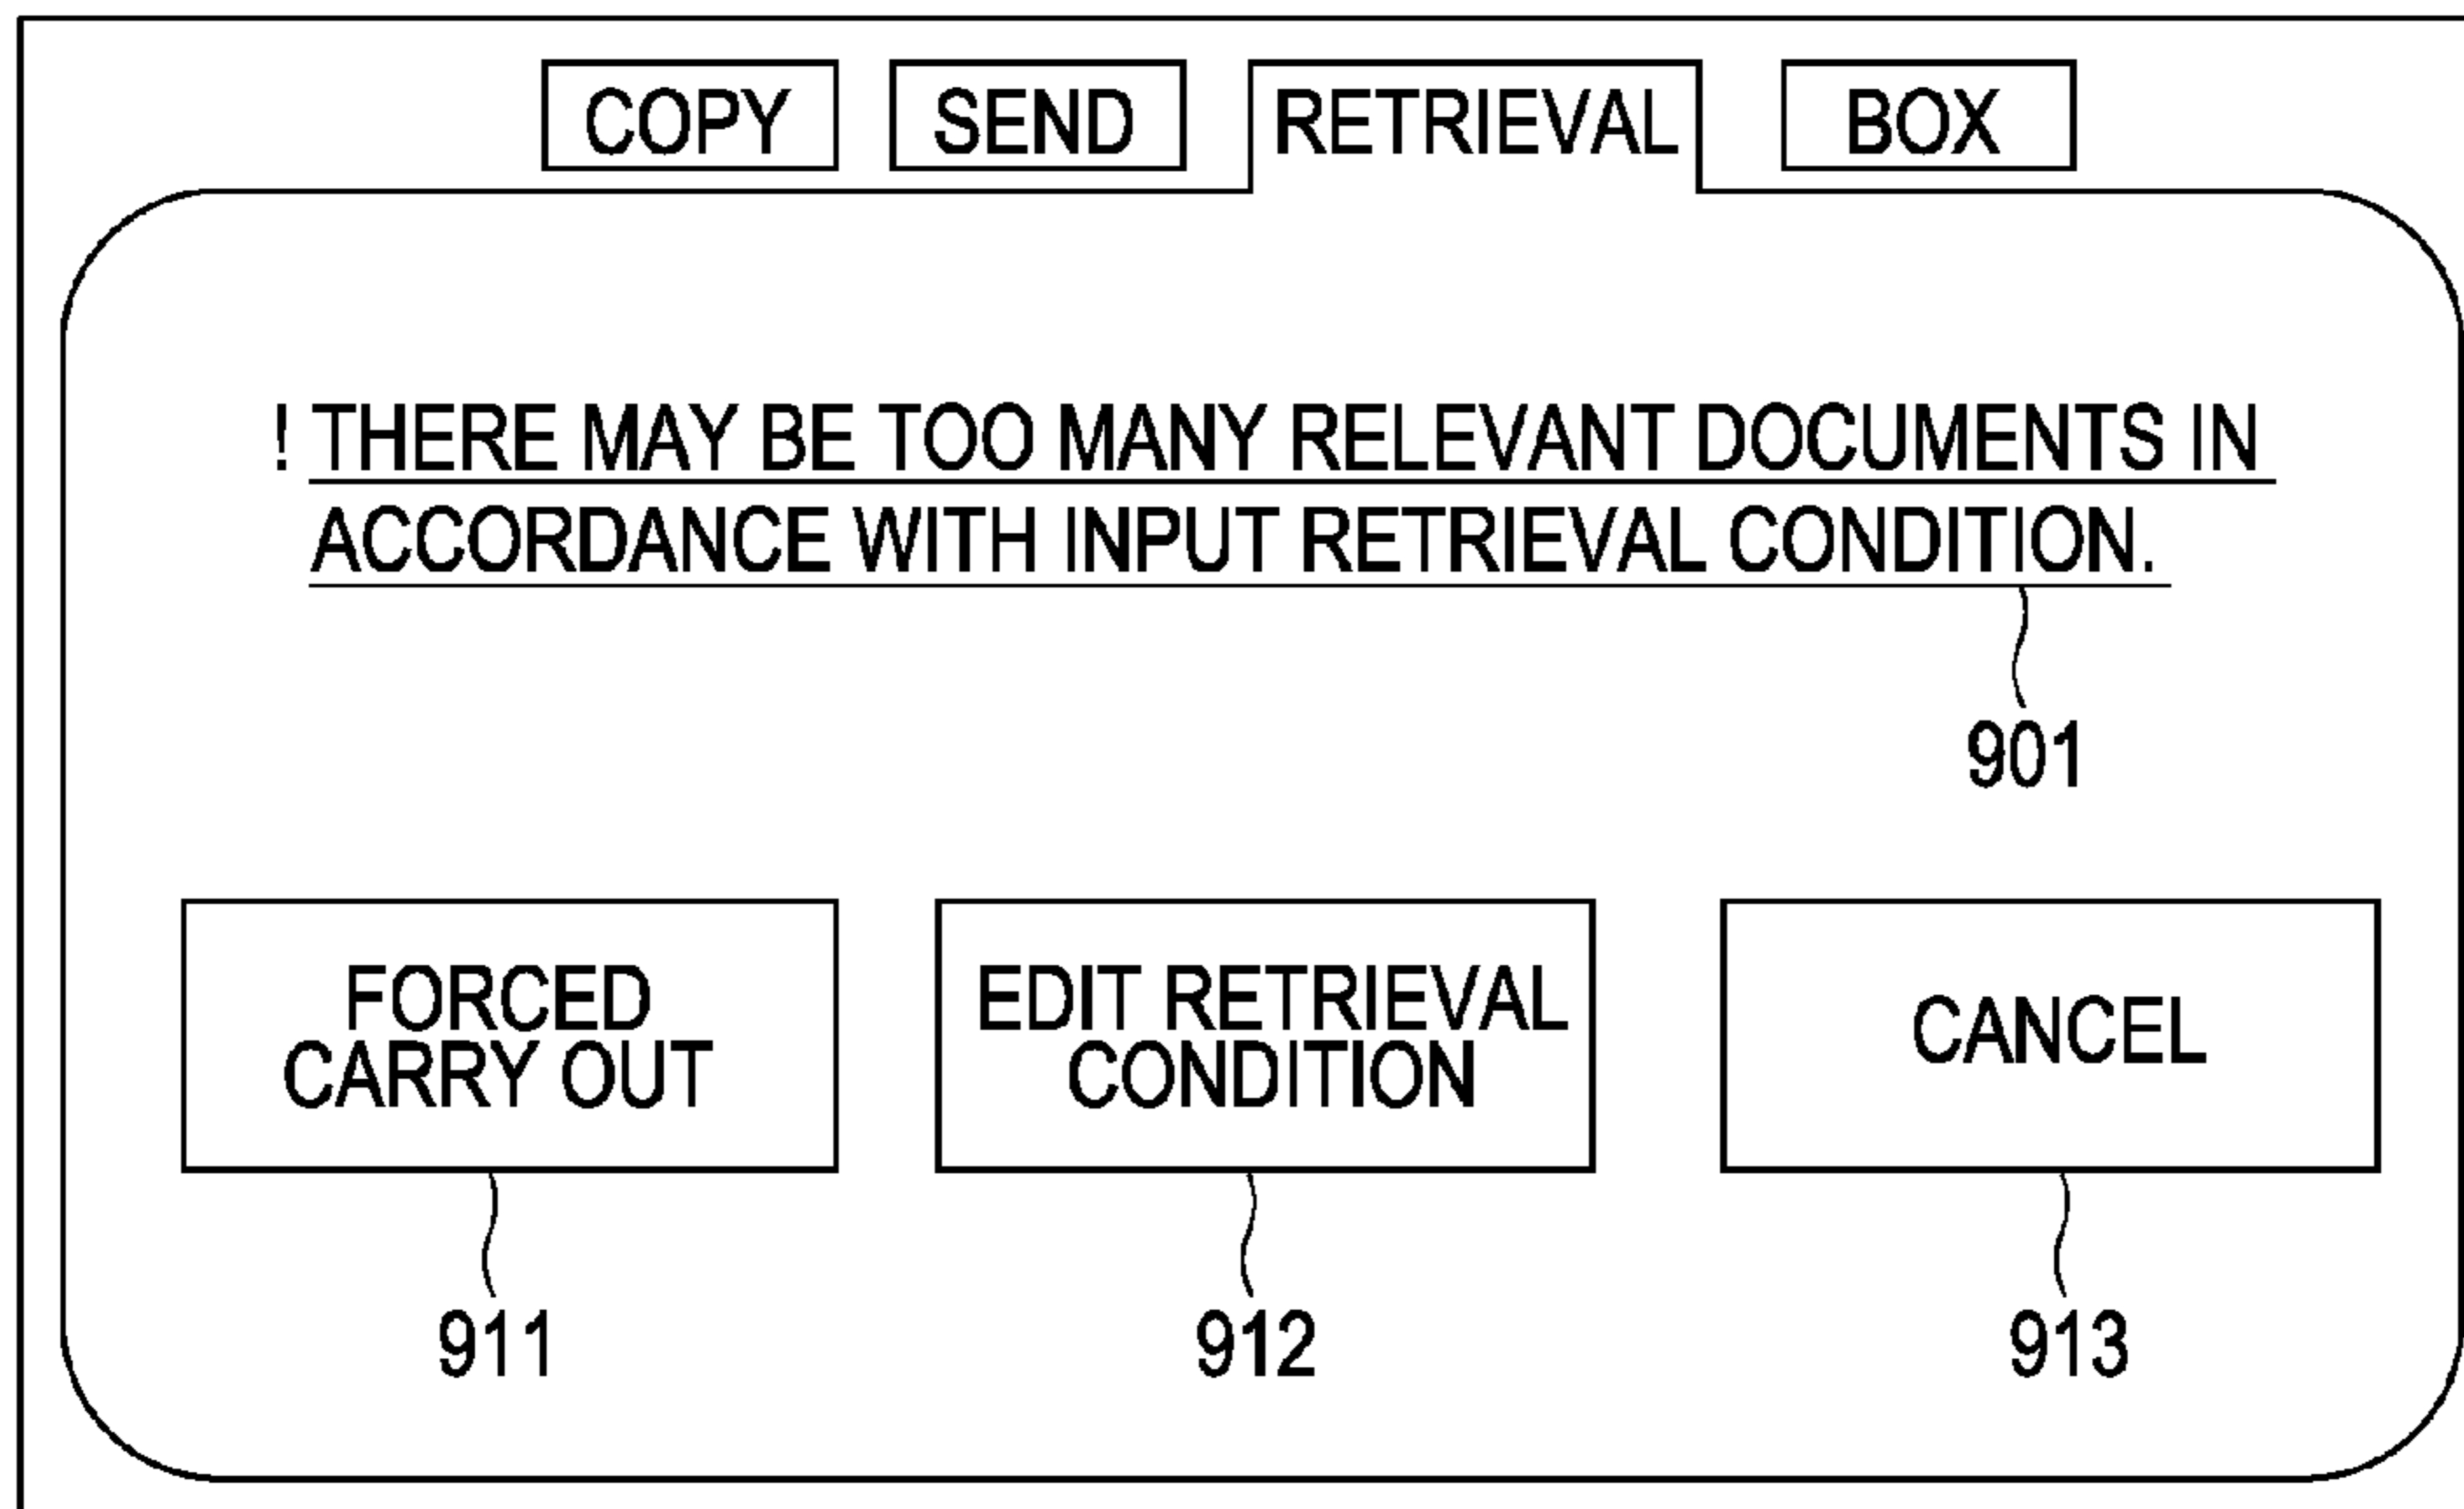 COPY SEND RETRIEVAL BOX
! THERE MAY BE TOO MANY RELEVANT DOCUMENTS IN
ACCORDANCE WITH INPUT RETRIEVAL CONDITION.
901
FORCED
CARRY OUT
EDIT RETRIEVAL
CONDITION
CANCEL
911 912 913